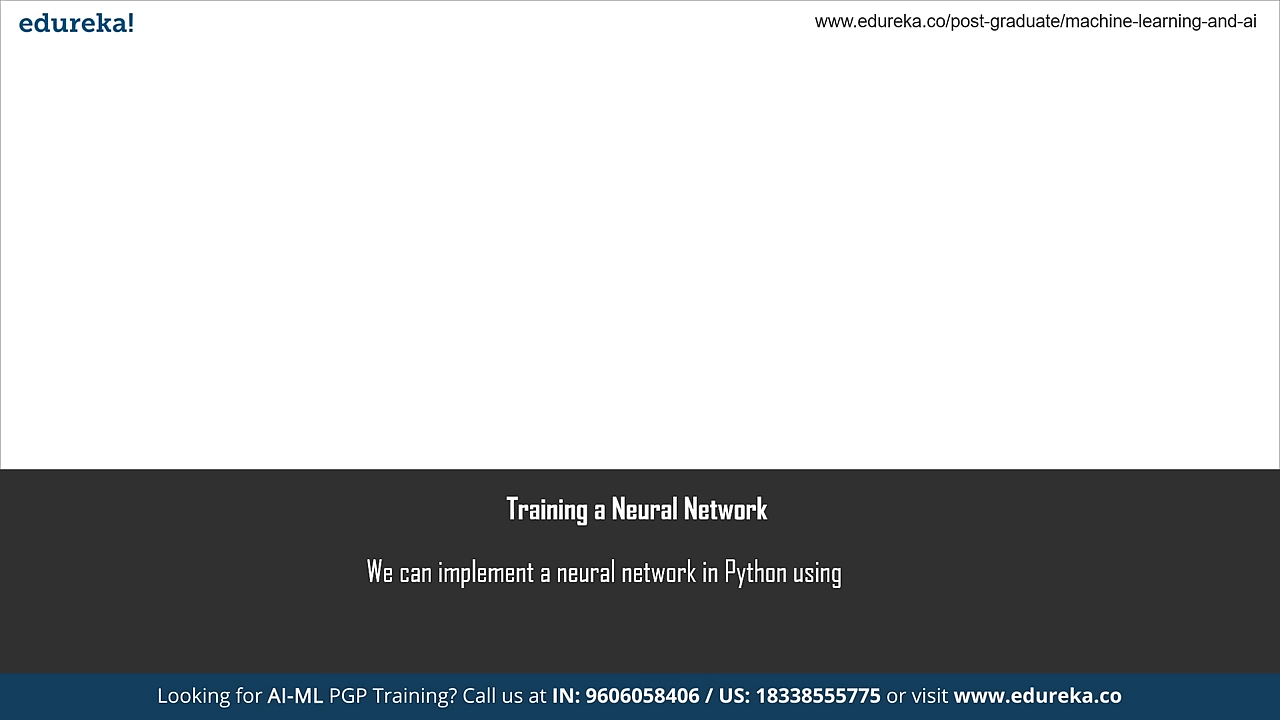 edureka!
www.edureka.co/post-graduate/machine-learning-and-ai
Training a Neural Network
We can implement a neural network in Python using
Looking for AI-ML PGP Training? Call us at IN: 9606058406 / US: 18338555775 or visit www.edureka.co